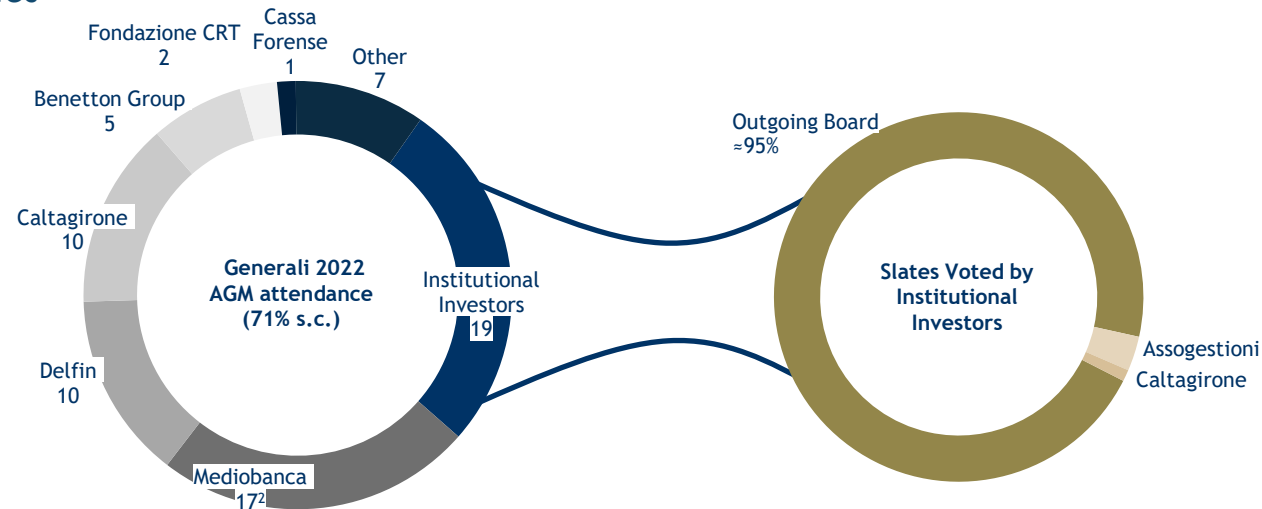 Cassa
Forense
1
Fondazione CRT
2
Other
7
Benetton Group
5
Caltagirone
10
Delfin
10
Mediobanca
17²
Institutional
Investors
19
Generali 2022
AGM attendance
(71% s.c.)
Outgoing Board
≈95%
Slates Voted by
Institutional
Investors
Assogestioni
Caltagirone